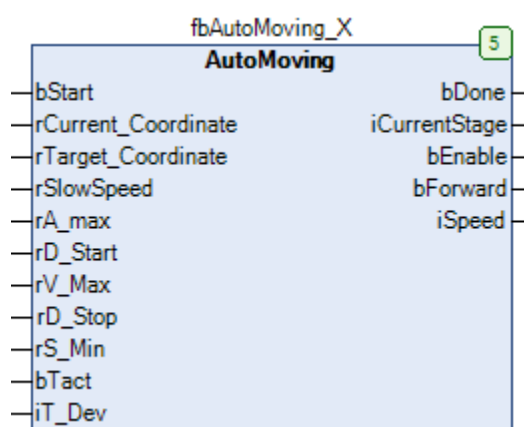 fbAutoMoving_X
5
AutoMoving
bStart bDone
rCurrent_Coordinate iCurrentStage
rTarget_Coordinate bEnable
rSlowSpeed bForward
rA_max iSpeed
rD_Start
rV_Max
rD_Stop
rS_Min
bTact
iT_Dev